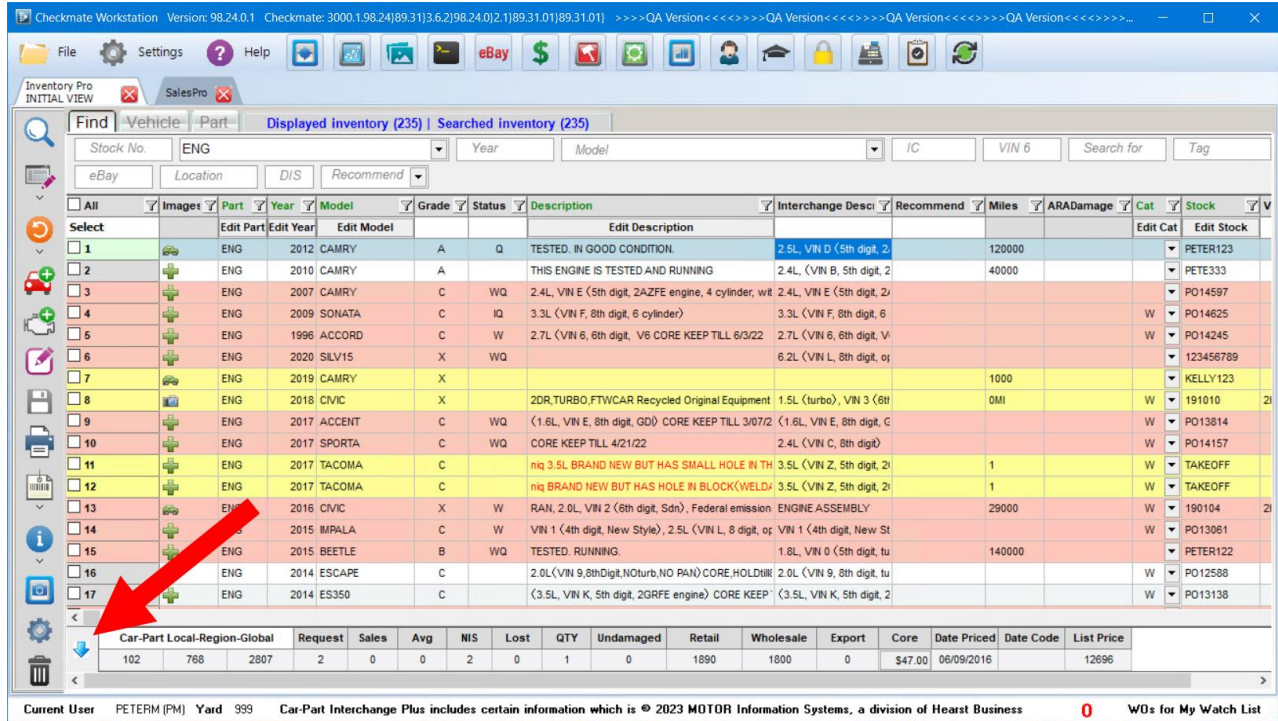 Checkmate Workstation Version: 98.24.0.1 Checkmate: 3000.1.98.24}89.31}3.6.2}98.24.0}2.1}89.31.01}89.31.01} >>>>QA Version<<<<>>>>QA Version<<<<>>>>QA Version<<<<>>>>QA Version<<<<>>>>...
File Settings Help eBay
Inventory Pro
INITIAL VIEW
SalesPro
Find Vehicle Part Displayed inventory (235) | Searched inventory (235)
Stock No. ENG Year Model IC VIN 6 Search for Tag
eBay Location DIS Recommend
All Images Part Year Model Grade Status Description Interchange Descr Recommend Miles ARADamage Cat Stock V
Select Edit Part Edit Year Edit Model Edit Description Edit Cat Edit Stock
1 ENG 2012 CAMRY A Q TESTED. IN GOOD CONDITION. 2.5L, VIN D (5th digit, 2. 120000 PETER123
2 ENG 2010 CAMRY A THIS ENGINE IS TESTED AND RUNNING 2.4L, (VIN B, 5th digit, 2 40000 PETE333
3 ENG 2007 CAMRY C WQ 2.4L, VIN E (5th digit, 2AZFE engine, 4 cylinder, wit 2.4L, VIN E (5th digit, 2 PO14597
4 ENG 2009 SONATA C IQ 3.3L (VIN F, 8th digit, 6 cylinder) 3.3L (VIN F, 8th digit, 6 W PO14625
5 ENG 1996 ACCORD C W 2.7L (VIN 6, 6th digit, V6 CORE KEEP TILL 6/3/22 2.7L (VIN 6, 6th digit, V W PO14245
6 ENG 2020 SILV15 X WQ 6.2L (VIN L, 8th digit, op 123456789
7 ENG 2019 CAMRY X 1000 KELLY123
8 ENG 2018 CIVIC X 2DR,TURBO,FTWCAR Recycled Original Equipment 1.5L (turbo), VIN 3 (6th 0MI W 191010 2
9 ENG 2017 ACCENT C WQ (1.6L, VIN E, 8th digit, GDI) CORE KEEP TILL 3/07/2 (1.6L, VIN E, 8th digit, G W PO13814
10 ENG 2017 SPORTA C WQ CORE KEEP TILL 4/21/22 2.4L (VIN C, 8th digit) W PO14157
11 ENG 2017 TACOMA C niq 3.5L BRAND NEW BUT HAS SMALL HOLE IN TH 3.5L (VIN Z, 5th digit, 2 1 W TAKEOFF
12 ENG 2017 TACOMA C niq BRAND NEW BUT HAS HOLE IN BLOCK(WELDA 3.5L (VIN Z, 5th digit, 2 1 W TAKEOFF
13 ENG 2016 CIVIC X W RAN, 2.0L, VIN 2 (6th digit, Sdn), Federal emission ENGINE ASSEMBLY 29000 W 190104 2
14 ENG 2015 IMPALA C W VIN 1 (4th digit, New Style), 2.5L (VIN L, 8 digit, op VIN 1 (4th digit, New St W PO13061
15 ENG 2015 BEETLE B WQ TESTED. RUNNING. 1.8L, VIN 0 (5th digit, tu 140000 PETER122
16 ENG 2014 ESCAPE C 2.0L(VIN 9,8thDigit,NOturb,NO PAN)CORE,HOLDtill 2.0L (VIN 9, 8th digit, tu W PO12588
17 ENG 2014 ES350 C (3.5L, VIN K, 5th digit, 2GRFE engine) CORE KEEP (3.5L, VIN K, 5th digit, 2 W PO13138
Car-Part Local-Region-Global Request Sales Avg NIS Lost QTY Undamaged Retail Wholesale Export Core Date Priced Date Code List Price
102 768 2807 2 0 0 2 0 1 0 1890 1800 0 $47.00 06/09/2016 12696
Current User PETERM (PM) Yard 999 Car-Part Interchange Plus includes certain information which is © 2023 MOTOR Information Systems, a division of Hearst Business 0 WOs for My Watch List